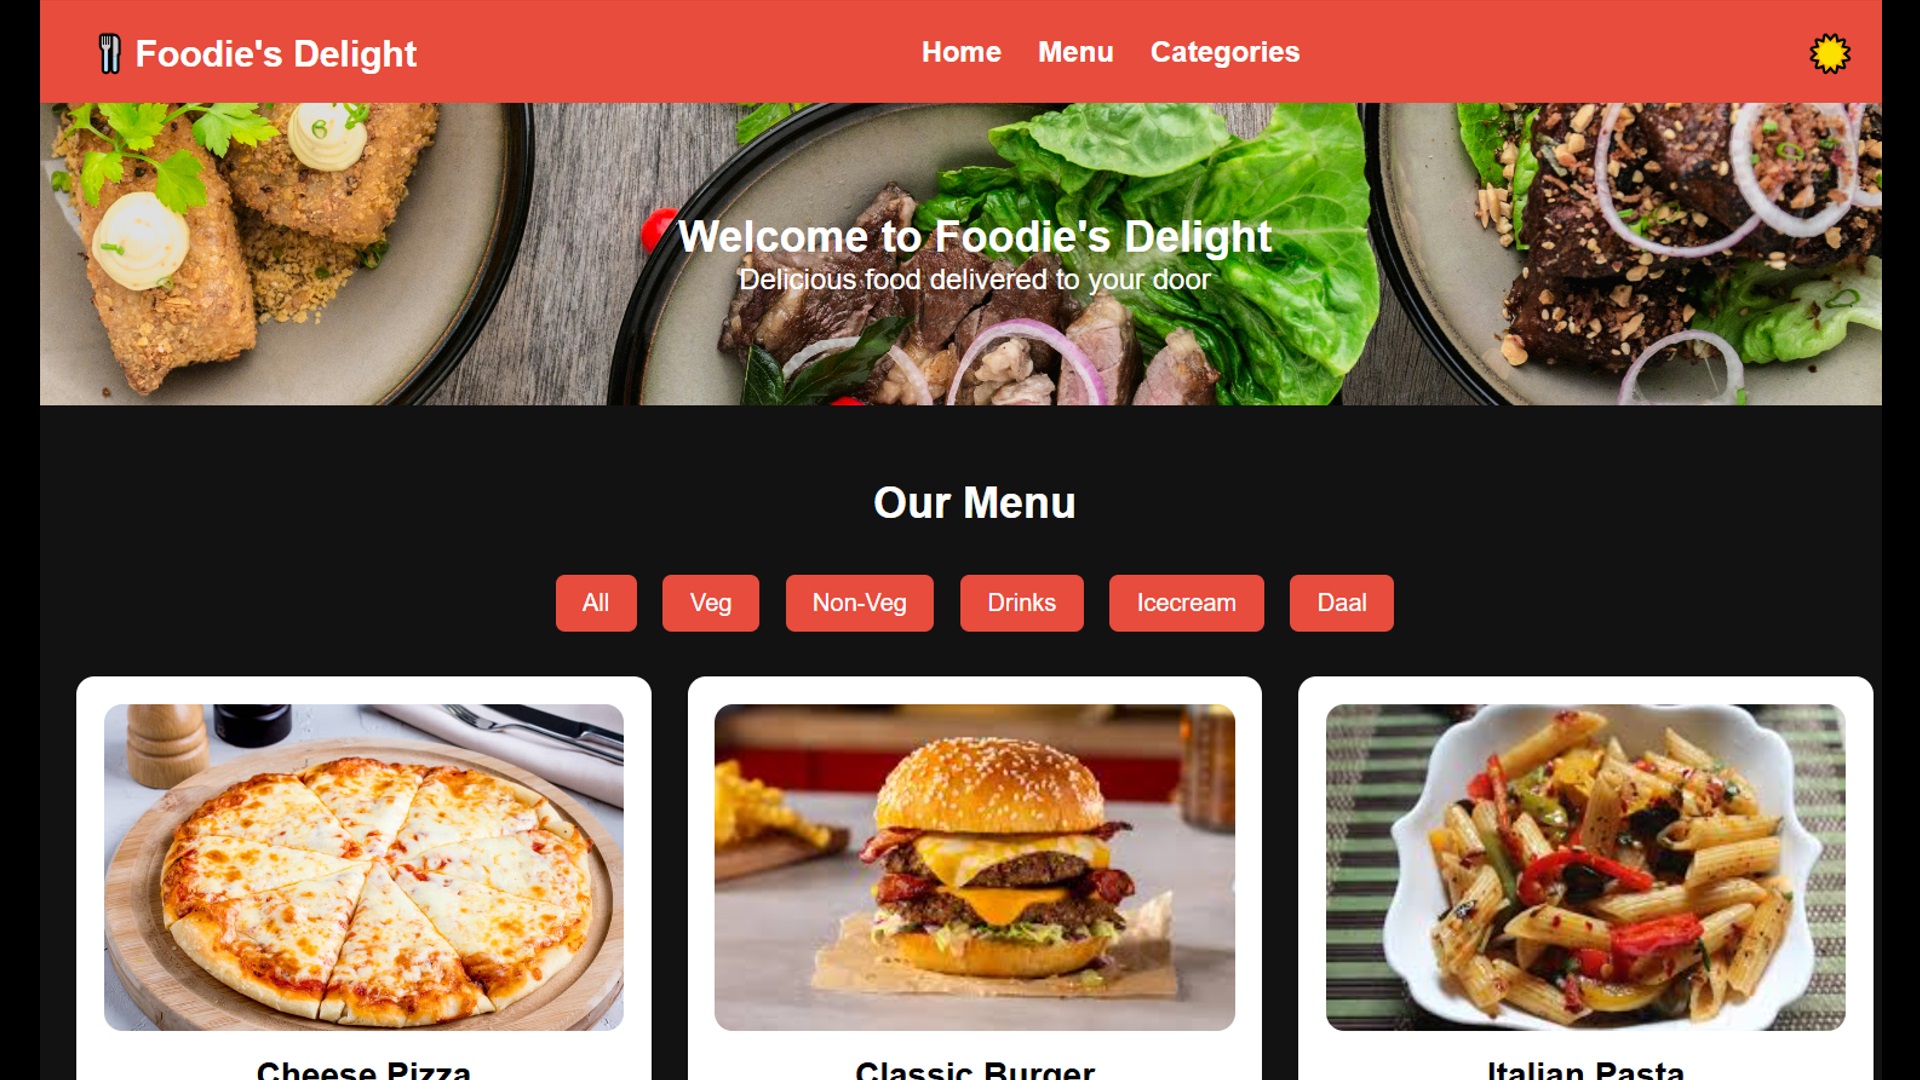 Foodie's Delight
Home Menu Categories
Welcome to Foodie's Delight
Delicious food delivered to your door
Our Menu
All Veg Non-Veg Drinks Icecream Daal
Cheese Pizza Classic Burger Italian Pasta